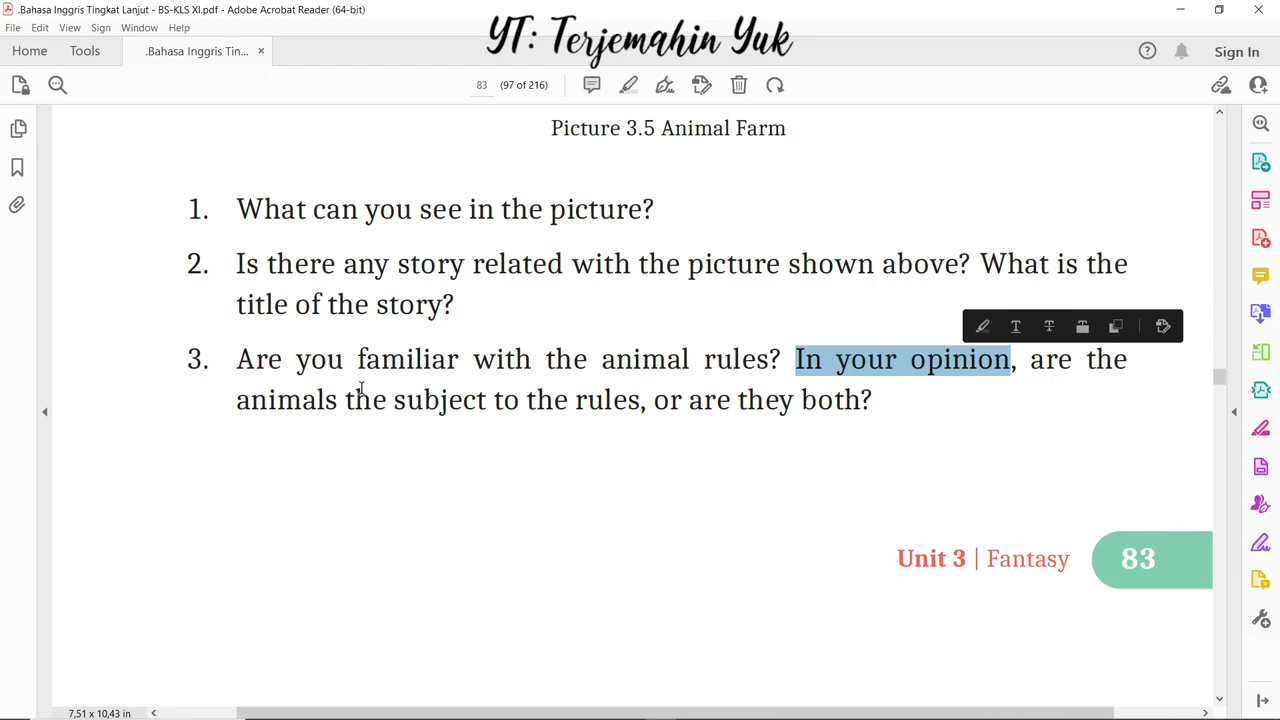 .Bahasa Inggris Tingkat Lanjut - BS-KLS XI.pdf - Adobe Acrobat Reader (64-bit)
File Edit View Sign Window Help
YT: Terjemahin Yuk
Home Tools .Bahasa Inggris Tin... × Sign In
83 (97 of 216)
Picture 3.5 Animal Farm
1. What can you see in the picture?
2. Is there any story related with the picture shown above? What is the
title of the story?
3. Are you familiar with the animal rules? In your opinion, are the
animals the subject to the rules, or are they both?
Unit 3 | Fantasy 83
7,51 x 10,43 in